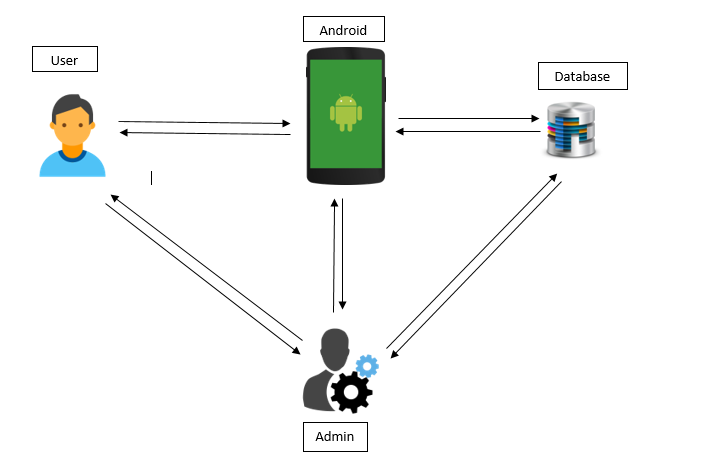 Android
User
Database
Admin